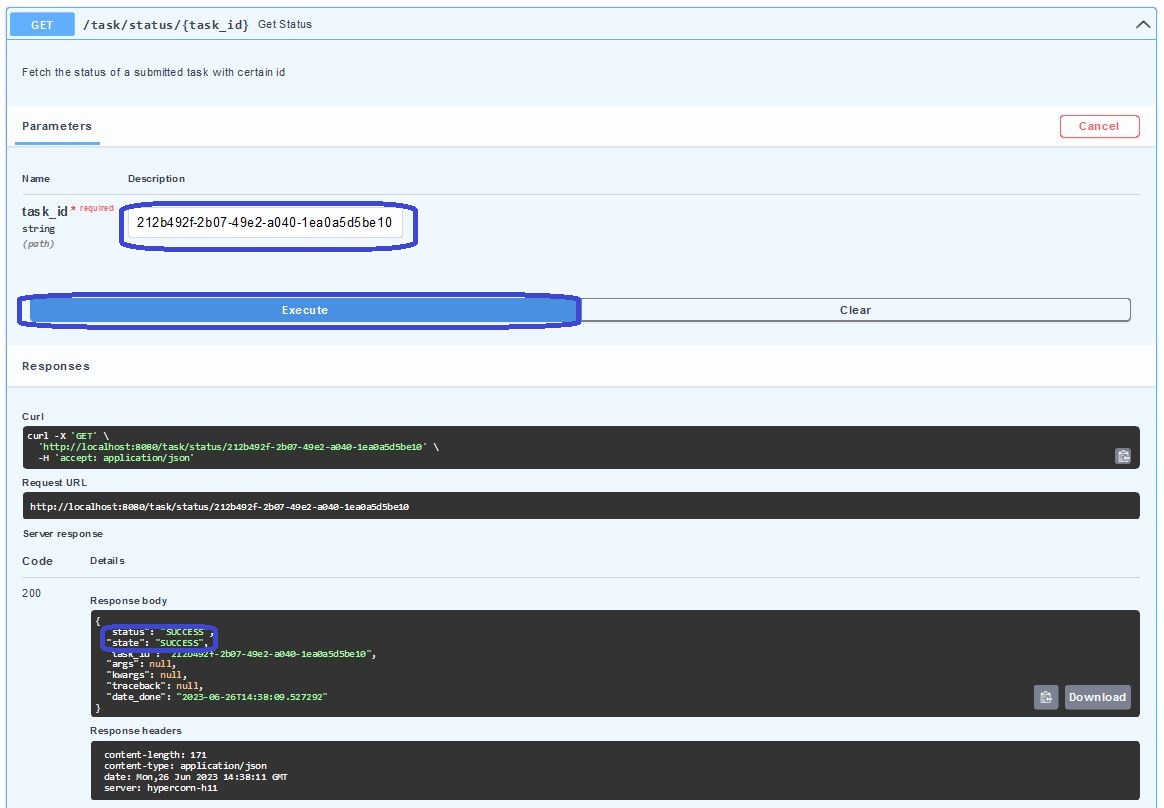 GET /task/status/{task_id} Get Status
Fetch the status of a submitted task with certain id
Parameters
Cancel
Name Description
task_id * required
string
(path)
212b492f-2b07-49e2-a040-1ea0a5d5be10
Execute Clear
Responses
Curl
curl -X 'GET' \
'http://localhost:8080/task/status/212b492f-2b07-49e2-a040-1ea0a5d5be10' \
-H 'accept: application/json'
Request URL
http://localhost:8080/task/status/212b492f-2b07-49e2-a040-1ea0a5d5be10
Server response
Code Details
200
Response body
{
"status": "SUCCESS",
"state": "SUCCESS",
"task_id": "212b492f-2b07-49e2-a040-1ea0a5d5be10",
"args": null,
"kwargs": null,
"traceback": null,
"date_done": "2023-06-26T14:38:09.527292"
}
Download
Response headers
content-length: 171
content-type: application/json
date: Mon,26 Jun 2023 14:38:11 GMT
server: hypercorn-h11